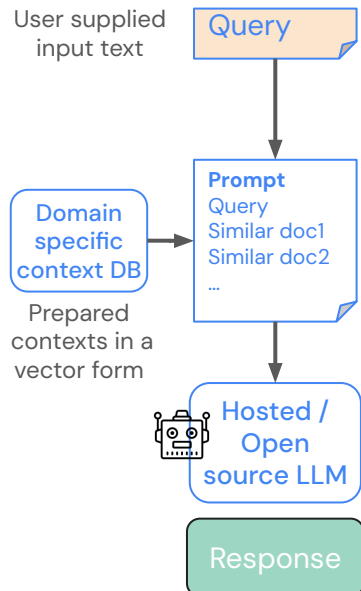 User supplied
input text
Query
Prompt
Query
Similar doc1
Similar doc2
...
Domain
specific
context DB
Prepared
contexts in a
vector form
Hosted /
Open
source LLM
Response